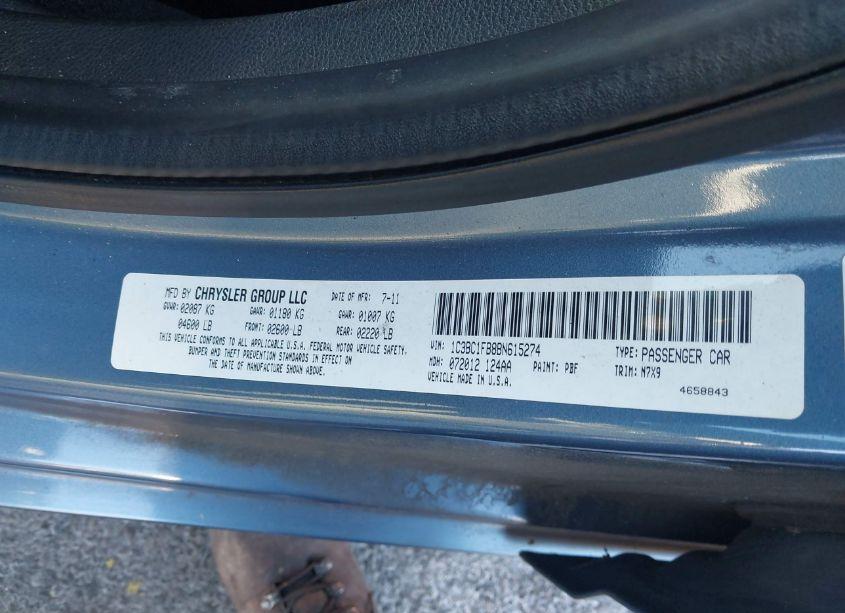 MFD BY CHRYSLER GROUP LLC DATE OF MFR: 7-11
GVWR: 02087 KG GAWR: 01180 KG GAWR: 01007 KG
04600 LB FRONT: 02600 LB REAR: 02220 LB
THIS VEHICLE CONFORMS TO ALL APPLICABLE U.S.A. FEDERAL MOTOR VEHICLE SAFETY,
BUMPER AND THEFT PREVENTION STANDARDS IN EFFECT ON
THE DATE OF MANUFACTURE SHOWN ABOVE.
VIN: 1C3BC1FB8BN615274 TYPE: PASSENGER CAR
MDH: 072012 124AA PAINT: PBF TRIM: N7X9
VEHICLE MADE IN U.S.A.
4658843